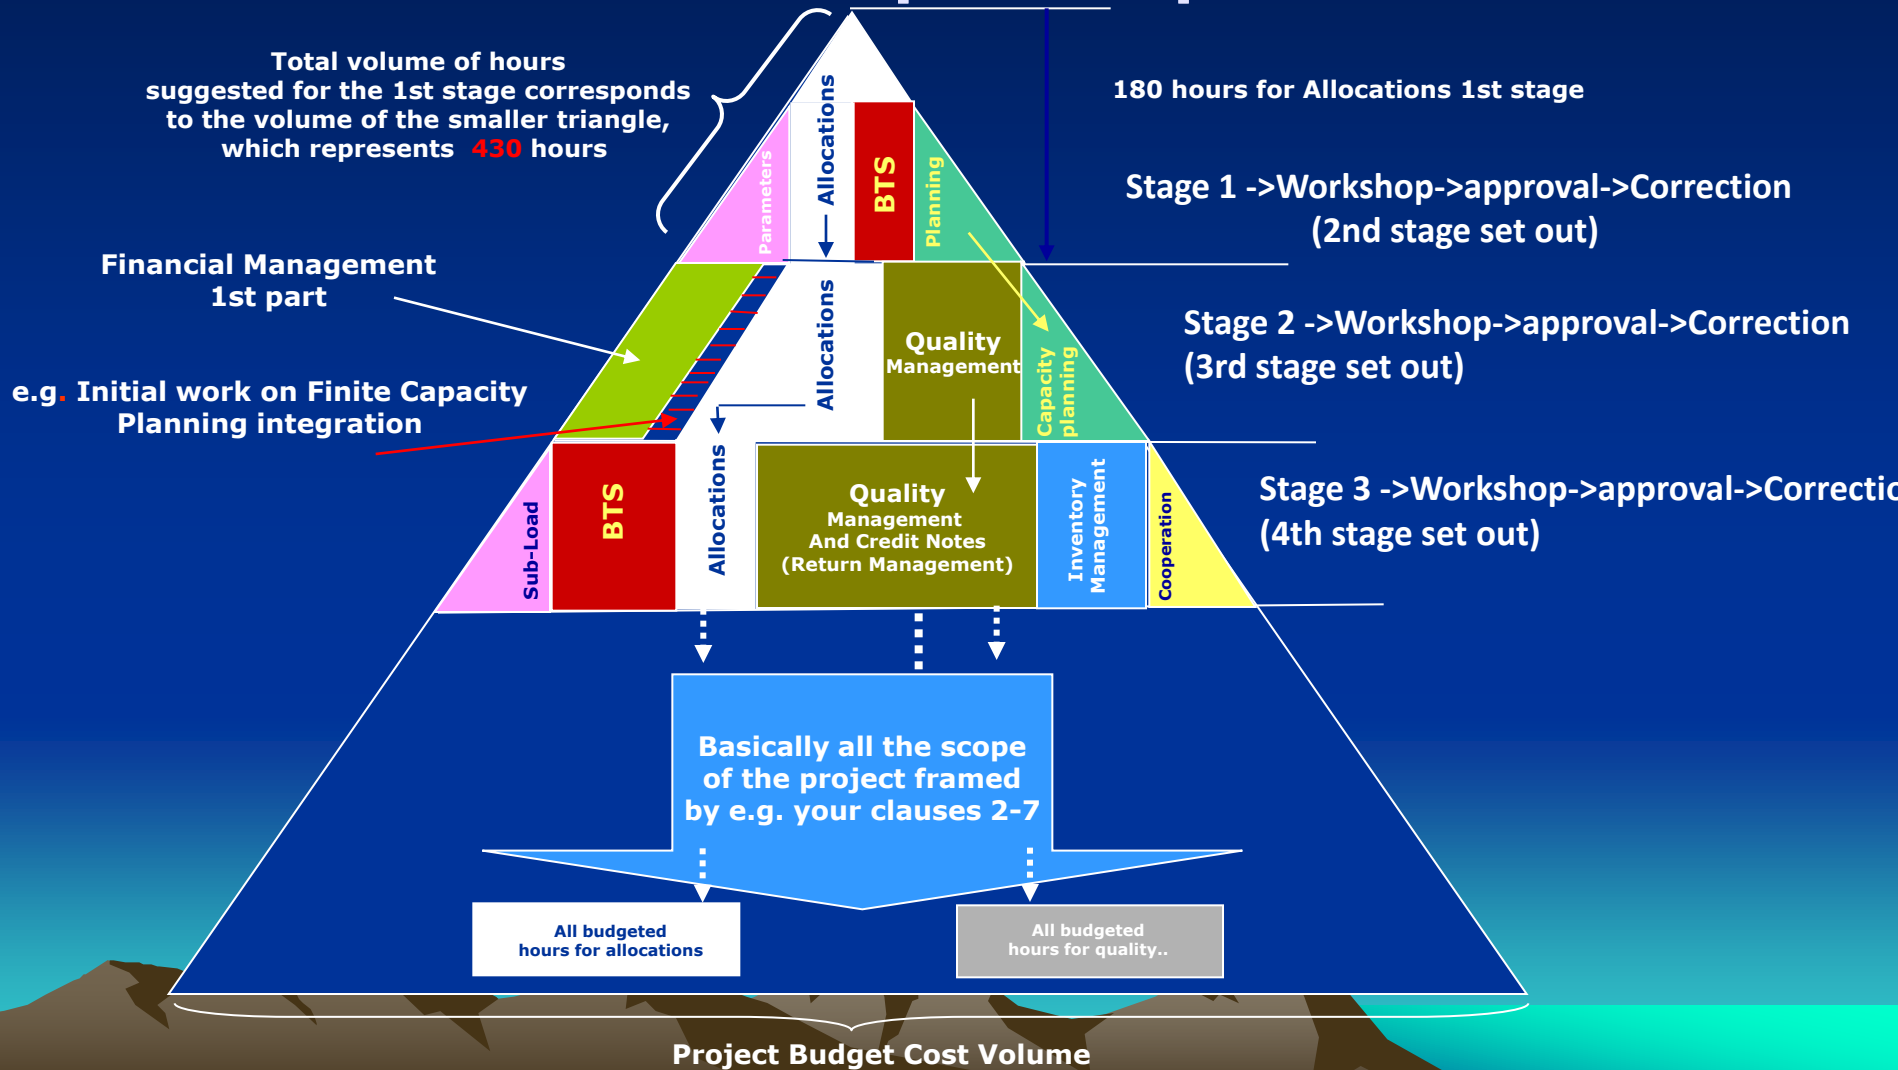 Total volume of hours
suggested for the 1st stage corresponds
to the volume of the smaller triangle,
which represents 430 hours
180 hours for Allocations 1st stage
Parameters
Allocations
BTS
Planning
Stage 1 ->Workshop->approval->Correction
(2nd stage set out)
Financial Management
1st part
e.g. Initial work on Finite Capacity
Planning integration
Allocations
Quality
Management
Capacity
planning
Stage 2 ->Workshop->approval->Correction
(3rd stage set out)
Sub-Load
BTS
Allocations
Quality
Management
And Credit Notes
(Return Management)
Inventory
Management
Cooperation
Stage 3 ->Workshop->approval->Correctio
(4th stage set out)
Basically all the scope
of the project framed
by e.g. your clauses 2-7
All budgeted
hours for allocations
All budgeted
hours for quality..
Project Budget Cost Volume